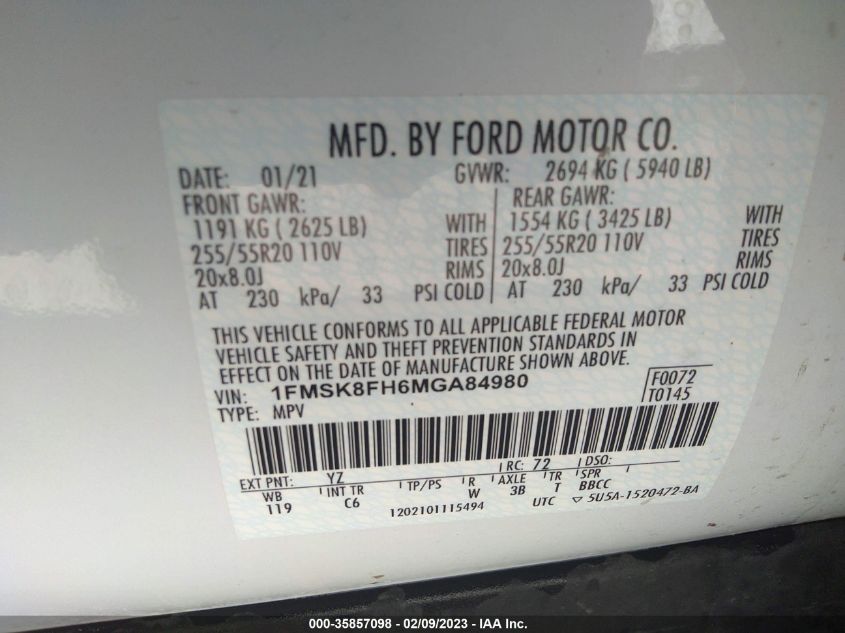 MFD. BY FORD MOTOR CO.
DATE: 01/21 GVWR: 2694 KG ( 5940 LB)
FRONT GAWR: REAR GAWR:
1191 KG ( 2625 LB) WITH 1554 KG ( 3425 LB) WITH
255/55R20 110V TIRES 255/55R20 110V TIRES
20x8.0J RIMS 20x8.0J RIMS
AT 230 kPa/ 33 PSI COLD AT 230 kPa/ 33 PSI COLD
THIS VEHICLE CONFORMS TO ALL APPLICABLE FEDERAL MOTOR
VEHICLE SAFETY AND THEFT PREVENTION STANDARDS IN
EFFECT ON THE DATE OF MANUFACTURE SHOWN ABOVE.
VIN: 1FMSK8FH6MGA84980 F0072
TYPE: MPV T0145
EXT PNT: YZ RC: 72 DSO:
WB INT TR TP/PS R AXLE TR SPR
119 C6 W 3B T BBCC
1202101115494 UTC ▽ 5U5A-1520472-BA
000-35857098 - 02/09/2023 - IAA Inc.